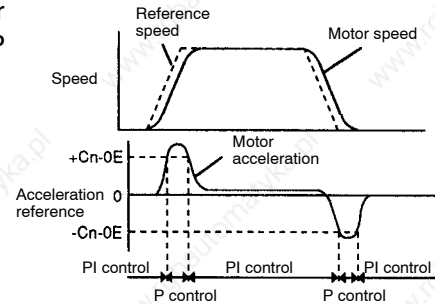 r
Reference
speed
Motor speed
Speed
Motor
acceleration
+Cn-0E
Acceleration
reference
0
-Cn-0E
PI control
PI control
PI control
P control
P control